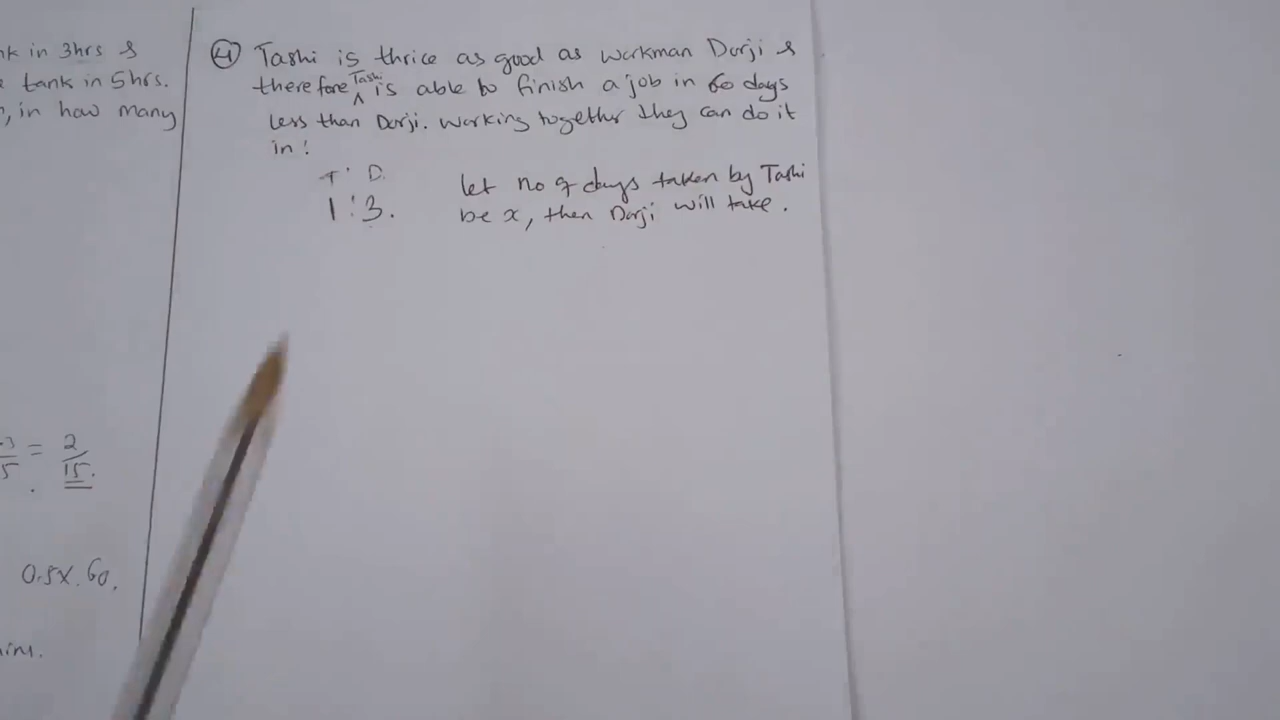 nk in 3hrs &
e tank in 5hrs.
, in how many
= 2/15.
0.5 x 60.
④ Tashi is thrice as good as workman Dorji &
therefore Tashi is able to finish a job in 60 days
less than Dorji. Working together they can do it
in:
T : D.
1 : 3.
let no of days taken by Tashi
be x, then Dorji will take.